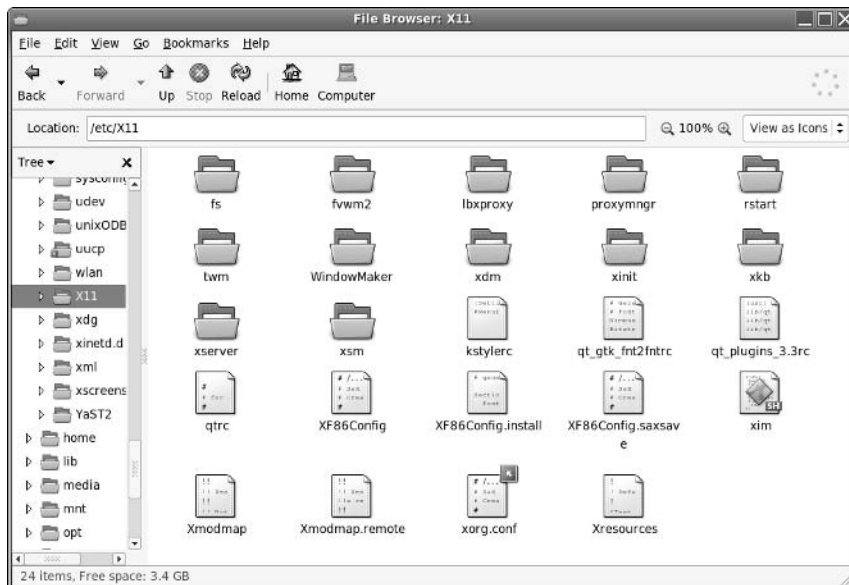 File Browser: X11
File Edit View Go Bookmarks Help
Back Forward Up Stop Reload Home Computer
Location: /etc/X11 100% View as Icons
Tree
udev
unixODB
uucp
wlan
X11
xdg
xinetd.d
xml
xscreens
YaST2
home
lib
media
mnt
opt
fs fvwm2 lbxproxy proxymngr rstart
twm WindowMaker xdm xinit xkb
xserver xsm kstylerc qt_gtk_fnt2fntrc qt_plugins_3.3rc
qtrc XF86Config XF86Config.install XF86Config.saxsav
e
xim
SH
Xmodmap Xmodmap.remote xorg.conf Xresources
24 items, Free space: 3.4 GB